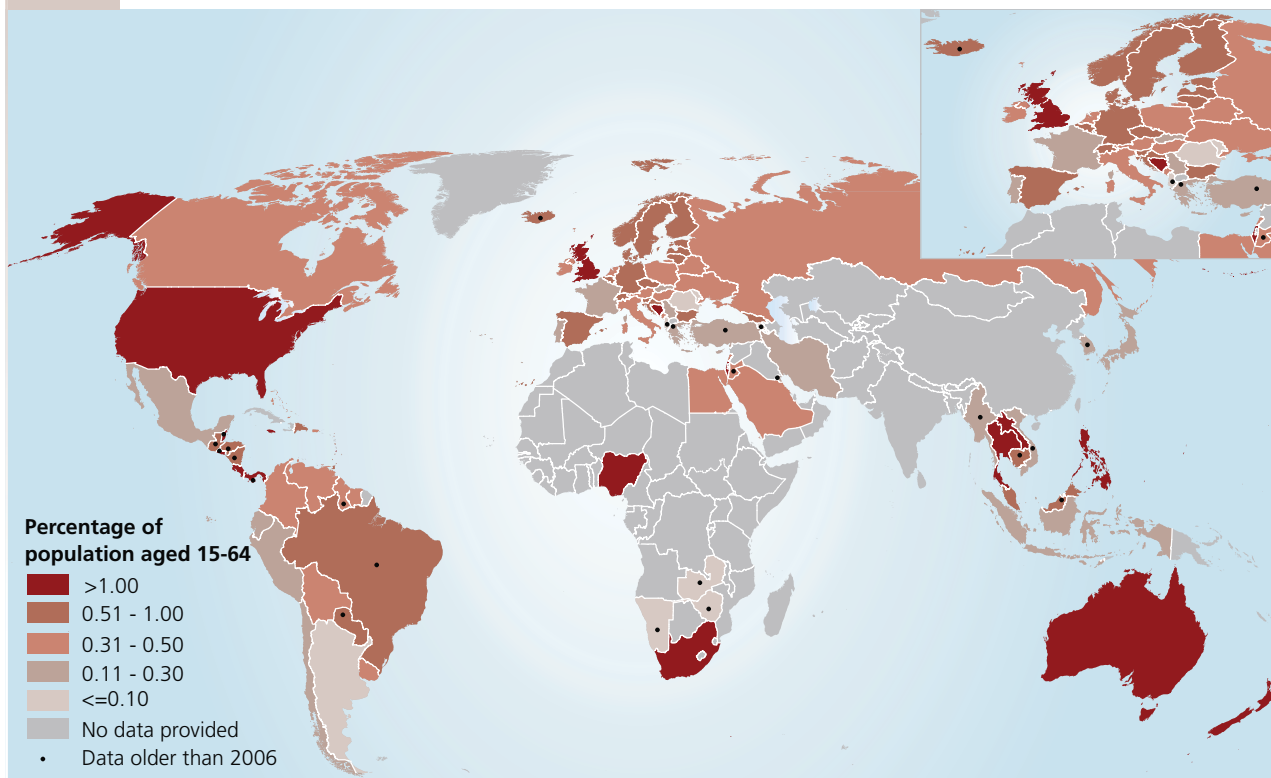 Percentage of
population aged 15-64
>1.00
0.51 - 1.00
0.31 - 0.50
0.11 - 0.30
<=0.10
No data provided
• Data older than 2006